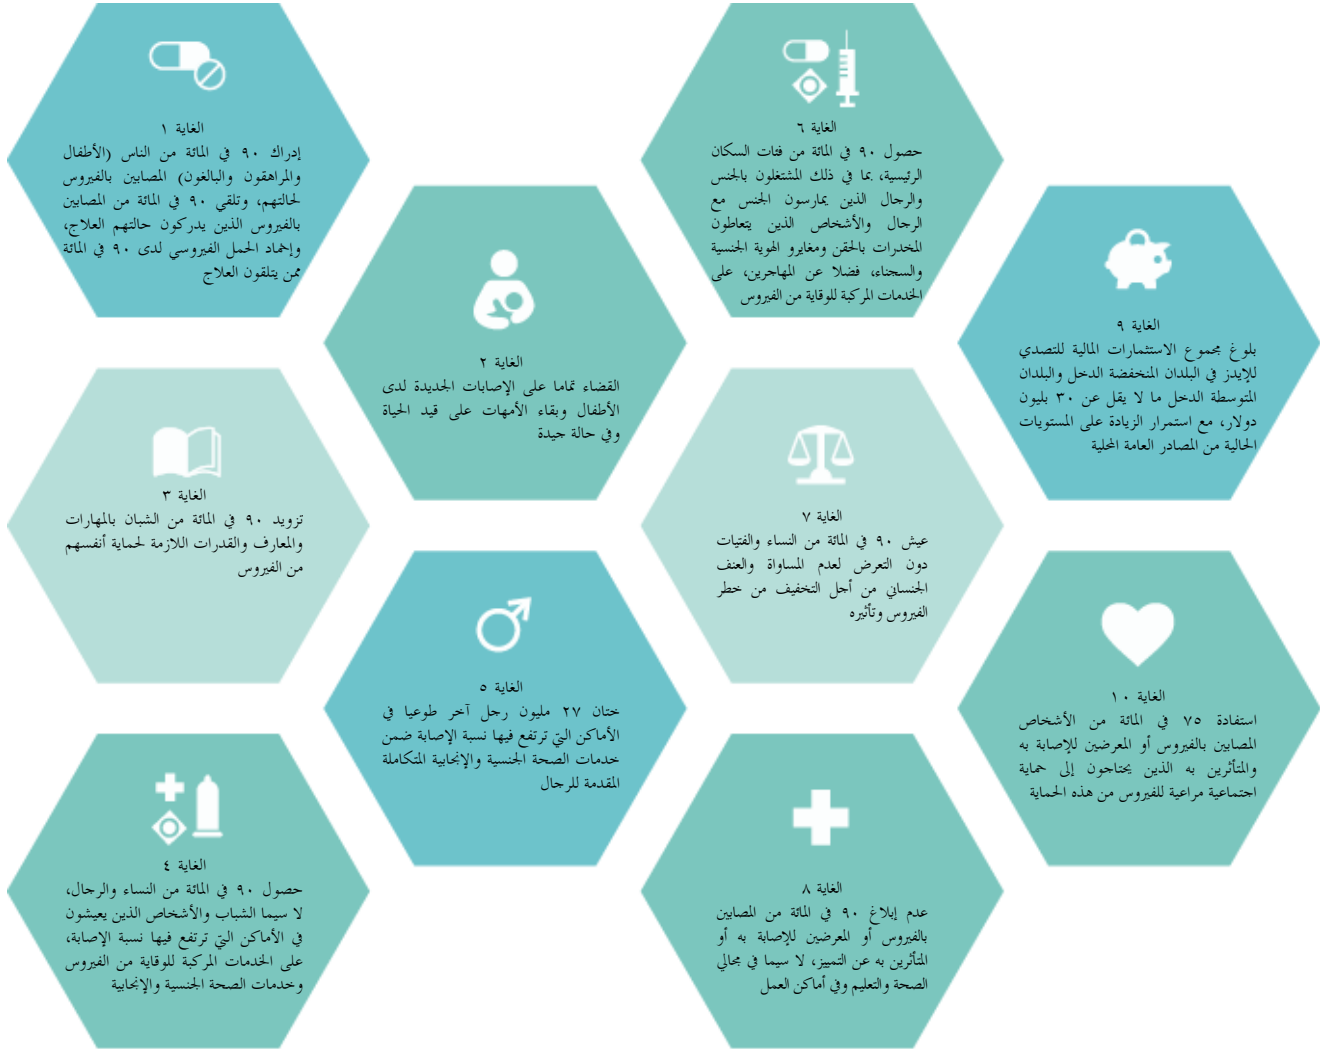 الغاية ١
إدراك ٩٠ في المائة من الناس (الأطفال
والمراهقون والبالغون) المصابين بالفيروس
لحالتهم، وتلقي ٩٠ في المائة من المصابين
بالفيروس الذين يدركون حالتهم العلاج،
وإخماد الحمل الفيروسي لدى ٩٠ في المائة
ممن يتلقون العلاج
الغاية ٢
القضاء تماما على الإصابات الجديدة لدى
الأطفال وبقاء الأمهات على قيد الحياة
وفي حالة جيدة
الغاية ٣
تزويد ٩٠ في المائة من الشبان بالمهارات
والمعارف والقدرات اللازمة لحماية أنفسهم
من الفيروس
الغاية ٤
حصول ٩٠ في المائة من النساء والرجال،
لا سيما الشباب والأشخاص الذين يعيشون
في الأماكن التي ترتفع فيها نسبة الإصابة،
على الخدمات المركبة للوقاية من الفيروس
وخدمات الصحة الجنسية والإنجابية
الغاية ٥
ختان ٢٧ مليون رجل آخر طوعيا في
الأماكن التي ترتفع فيها نسبة الإصابة ضمن
خدمات الصحة الجنسية والإنجابية المتكاملة
المقدمة للرجال
الغاية ٦
حصول ٩٠ في المائة من فئات السكان
الرئيسية، بما في ذلك المشتغلون بالجنس
والرجال الذين يمارسون الجنس مع
الرجال والأشخاص الذين يتعاطون
المخدرات بالحقن ومغايرو الهوية الجنسية
والسجناء، فضلا عن المهاجرين، على
الخدمات المركبة للوقاية من الفيروس
الغاية ٧
عيش ٩٠ في المائة من النساء والفتيات
دون التعرض لعدم المساواة والعنف
الجنساني من أجل التخفيف من خطر
الفيروس وتأثيره
الغاية ٨
عدم إبلاغ ٩٠ في المائة من المصابين
بالفيروس أو المعرضين للإصابة به أو
المتأثرين به عن التمييز، لا سيما في مجالي
الصحة والتعليم وفي أماكن العمل
الغاية ٩
بلوغ مجموع الاستثمارات المالية للتصدي
للإيدز في البلدان المنخفضة الدخل والبلدان
المتوسطة الدخل ما لا يقل عن ٣٠ بليون
دولار، مع استمرار الزيادة على المستويات
الحالية من المصادر العامة المحلية
الغاية ١٠
استفادة ٧٥ في المائة من الأشخاص
المصابين بالفيروس أو المعرضين للإصابة به
والمتأثرين به الذين يحتاجون إلى حماية
اجتماعية مراعية للفيروس من هذه الحماية